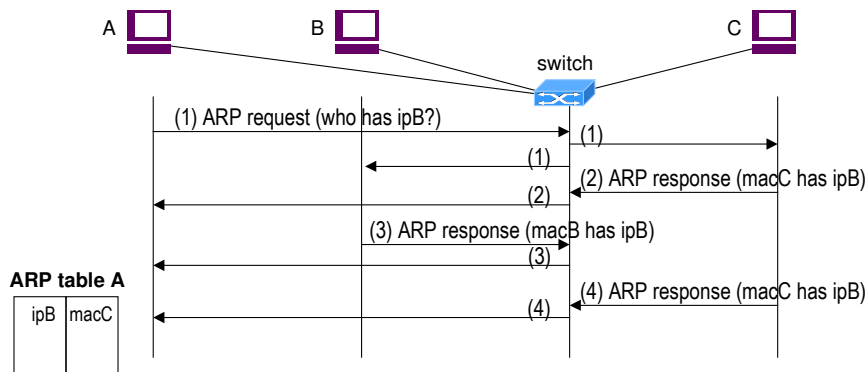 A
B
C
switch
(1) ARP request (who has ipB?)
(1)
(1)
(2) ARP response (macC has ipB)
(2)
(3) ARP response (macB has ipB)
(3)
ARP table A
(4) ARP response (macC has ipB)
(4)
ipB macC